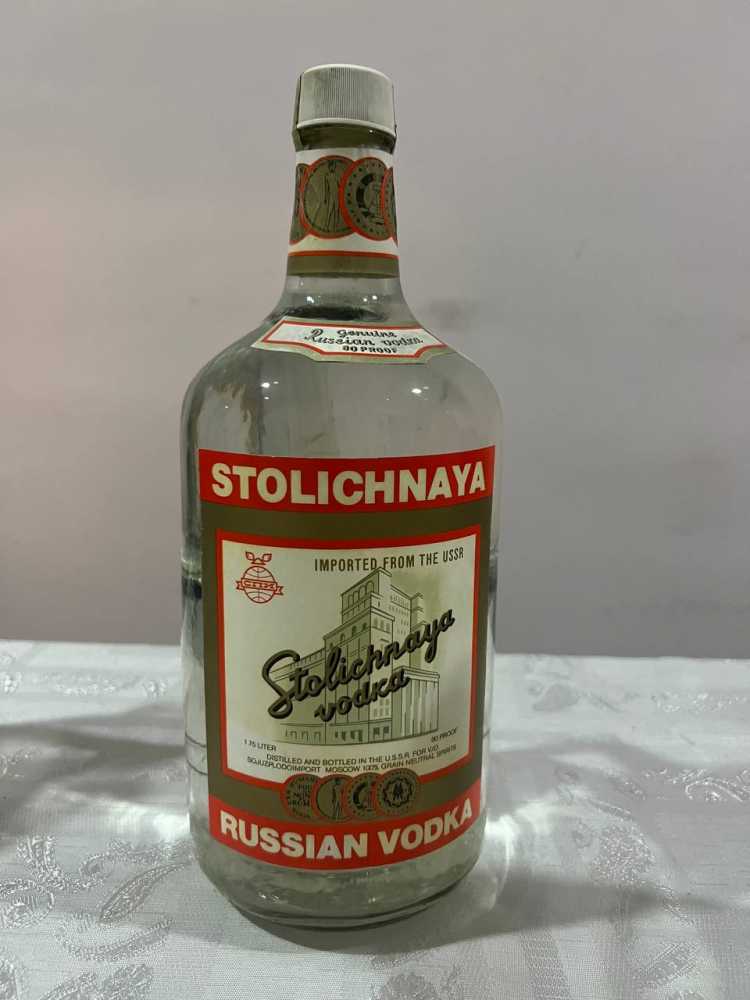 A genuine
Russian vodka
80 PROOF
STOLICHNAYA
IMPORTED FROM THE USSR
СПИ
Stolichnaya
vodka
1.75 LITER 80 PROOF
DISTILLED AND BOTTLED IN THE U.S.S.R. FOR V/O
SOJUZPLODOIMPORT MOSCOW 100% GRAIN NEUTRAL SPIRITS
RUSSIAN VODKA